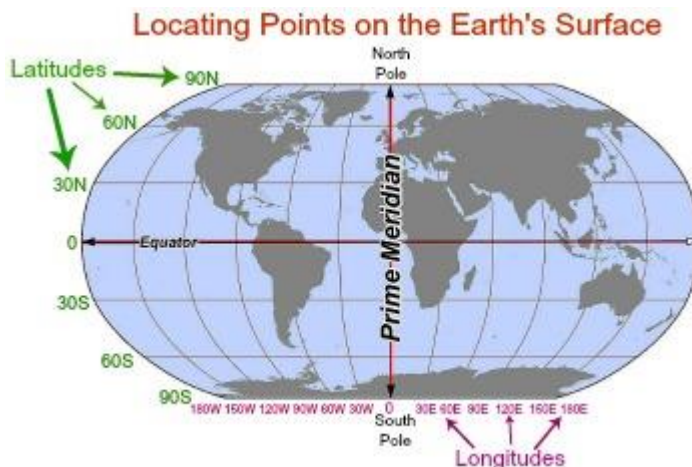 Locating Points on the Earth's Surface
North
Pole
Latitudes
90N
60N
30N
0
Equator
Prime Meridian
30S
60S
90S
180W 150W 120W 90W 60W 30W 0 30E 60E 90E 120E 150E 180E
South
Pole
Longitudes